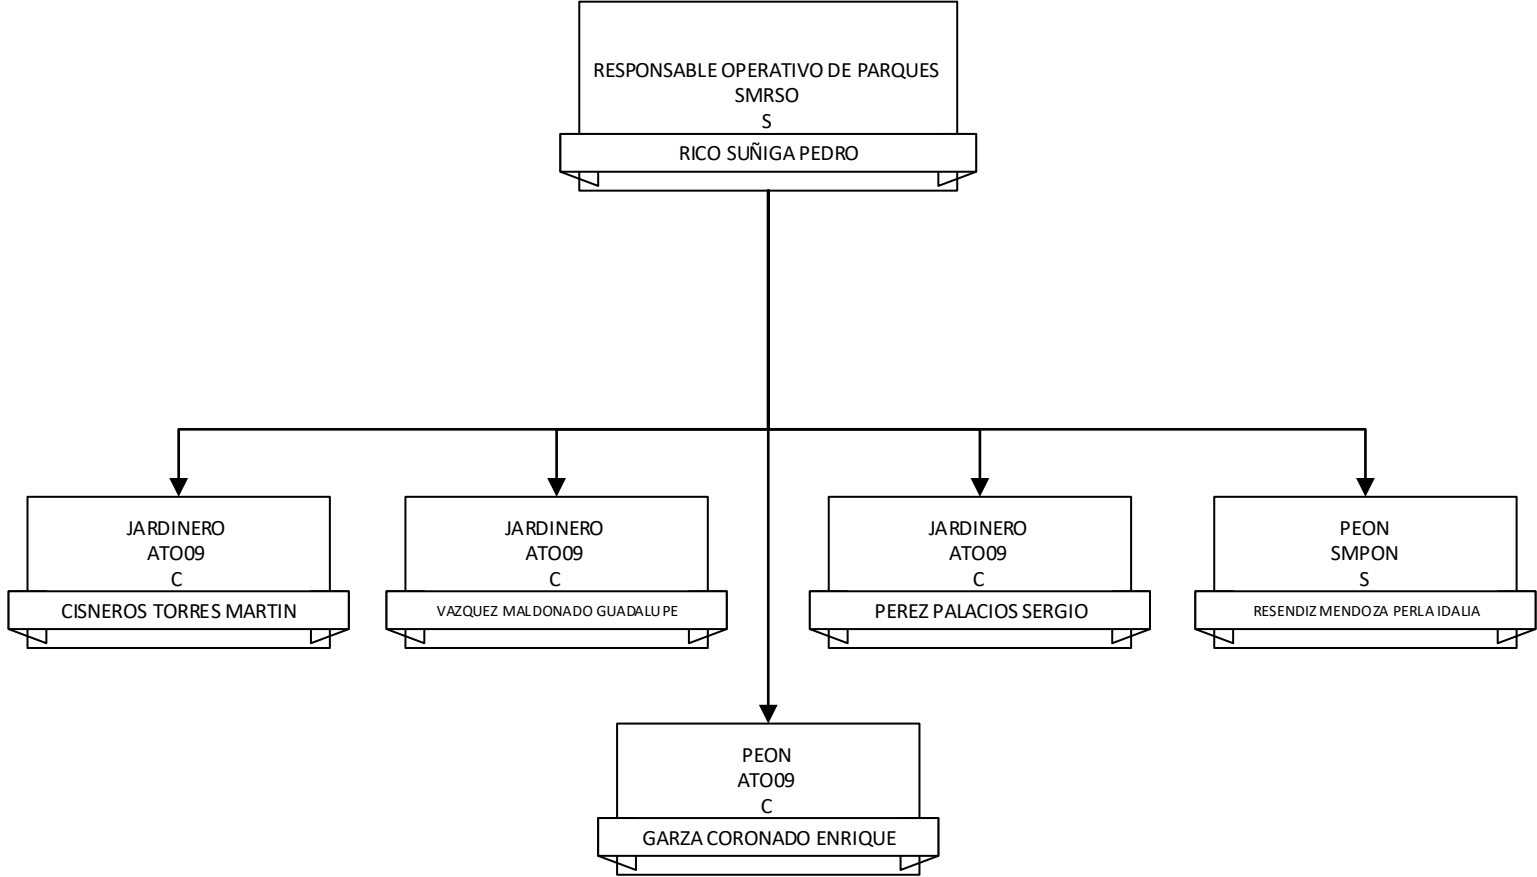 RESPONSABLE OPERATIVO DE PARQUES
SMRSO
S
RICO SUÑIGA PEDRO
JARDINERO
ATO09
C
CISNEROS TORRES MARTIN
JARDINERO
ATO09
C
VAZQUEZ MALDONADO GUADALUPE
JARDINERO
ATO09
C
PEREZ PALACIOS SERGIO
PEON
SMPON
S
RESENDIZ MENDOZA PERLA IDALIA
PEON
ATO09
C
GARZA CORONADO ENRIQUE